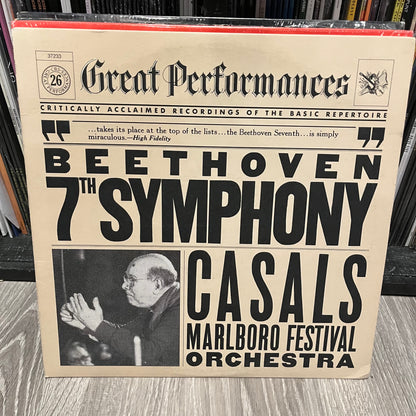 37233
26
Great Performances
CRITICALLY ACCLAIMED RECORDINGS OF THE BASIC REPERTOIRE
"...takes its place at the top of the lists...the Beethoven Seventh...is simply
miraculous.—High Fidelity"
BEETHOVEN
7TH SYMPHONY
CASALS
MARLBORO FESTIVAL
ORCHESTRA